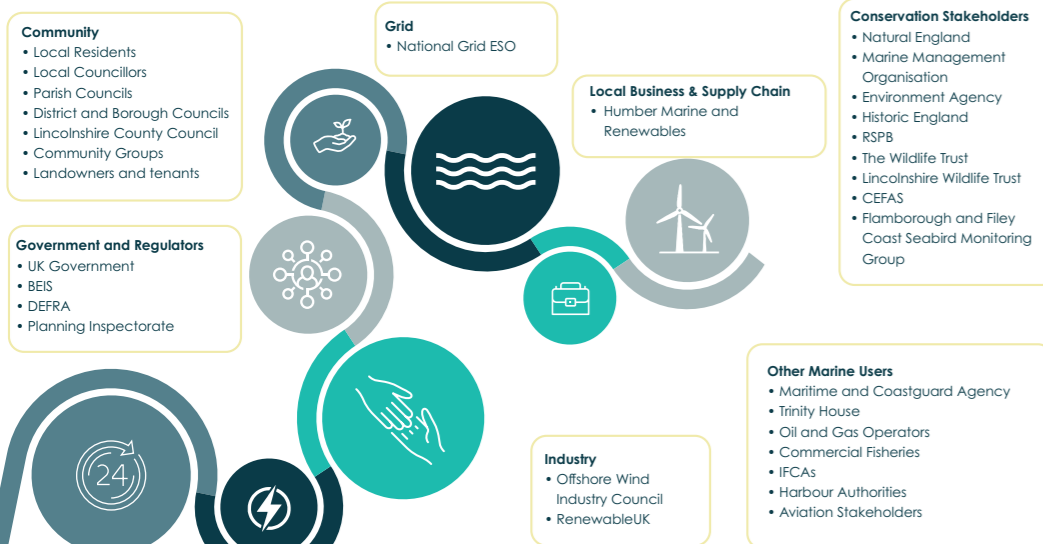 Community
• Local Residents
• Local Councillors
• Parish Councils
• District and Borough Councils
• Lincolnshire County Council
• Community Groups
• Landowners and tenants
Grid
• National Grid ESO
Local Business & Supply Chain
• Humber Marine and
Renewables
Conservation Stakeholders
• Natural England
• Marine Management
Organisation
• Environment Agency
• Historic England
• RSPB
• The Wildlife Trust
• Lincolnshire Wildlife Trust
• CEFAS
• Flamborough and Filey
Coast Seabird Monitoring
Group
Government and Regulators
• UK Government
• BEIS
• DEFRA
• Planning Inspectorate
24
Industry
• Offshore Wind
Industry Council
• RenewableUK
Other Marine Users
• Maritime and Coastguard Agency
• Trinity House
• Oil and Gas Operators
• Commercial Fisheries
• IFCAs
• Harbour Authorities
• Aviation Stakeholders